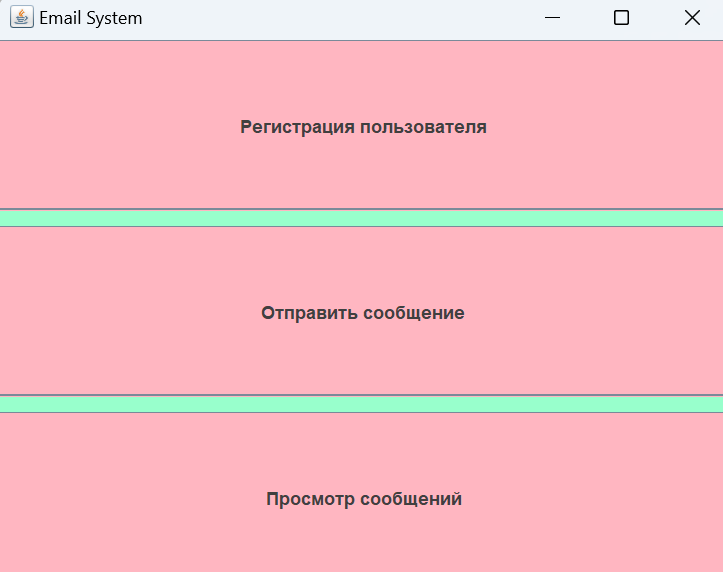 Email System
Регистрация пользователя
Отправить сообщение
Просмотр сообщений